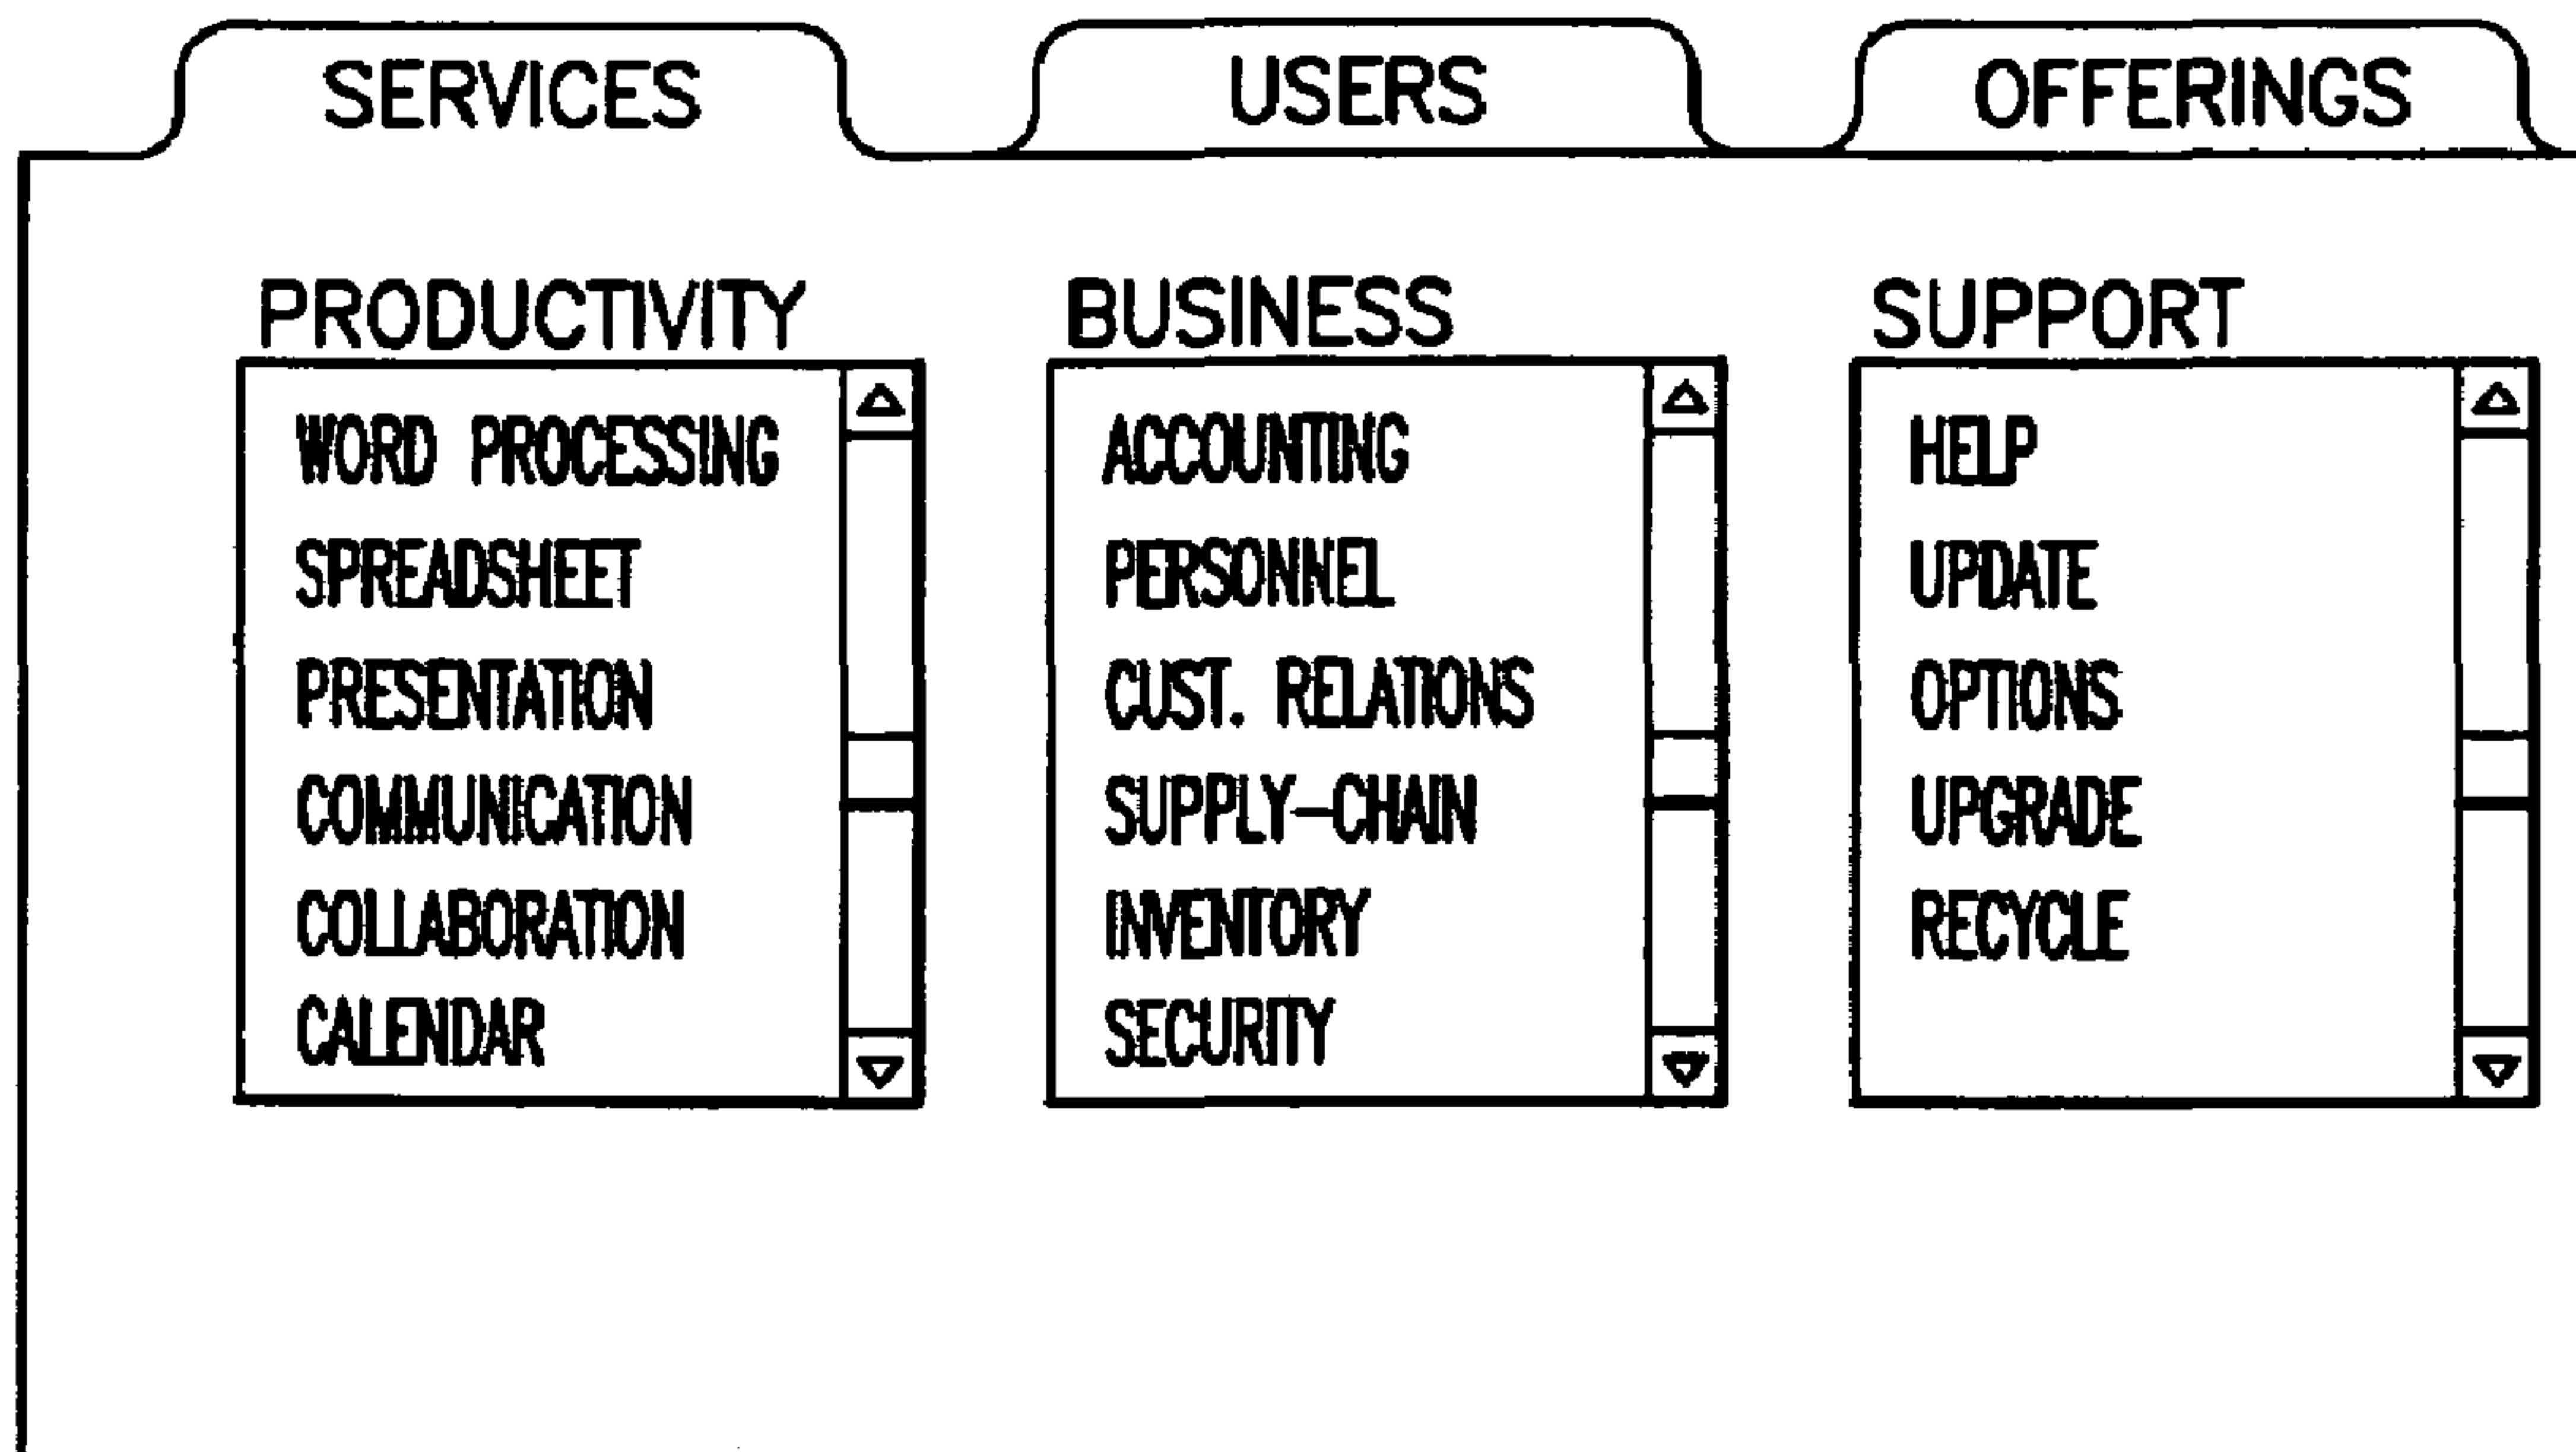 SERVICES USERS OFFERINGS
PRODUCTIVITY
WORD PROCESSING
SPREADSHEET
PRESENTATION
COMMUNICATION
COLLABORATION
CALENDAR
BUSINESS
ACCOUNTING
PERSONNEL
CUST. RELATIONS
SUPPLY-CHAIN
INVENTORY
SECURITY
SUPPORT
HELP
UPDATE
OPTIONS
UPGRADE
RECYCLE